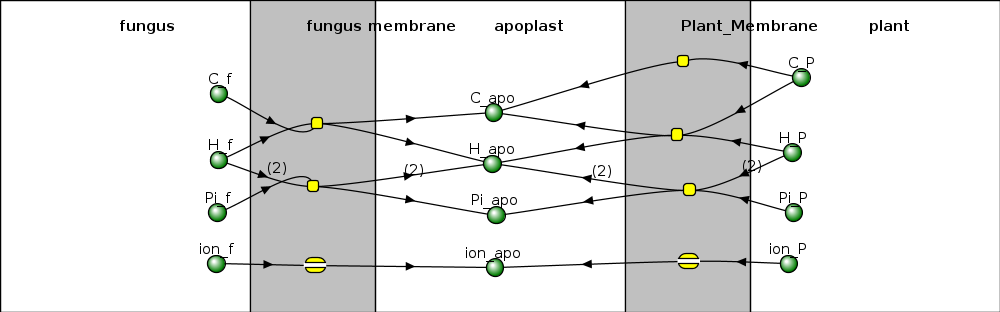 fungus fungus membrane apoplast Plant_Membrane plant
C_P
C_f
C_apo
H_P
H_f
H_apo
(2) (2) (2) (2)
Pi_f Pi_apo Pi_P
ion_f ion_apo ion_P